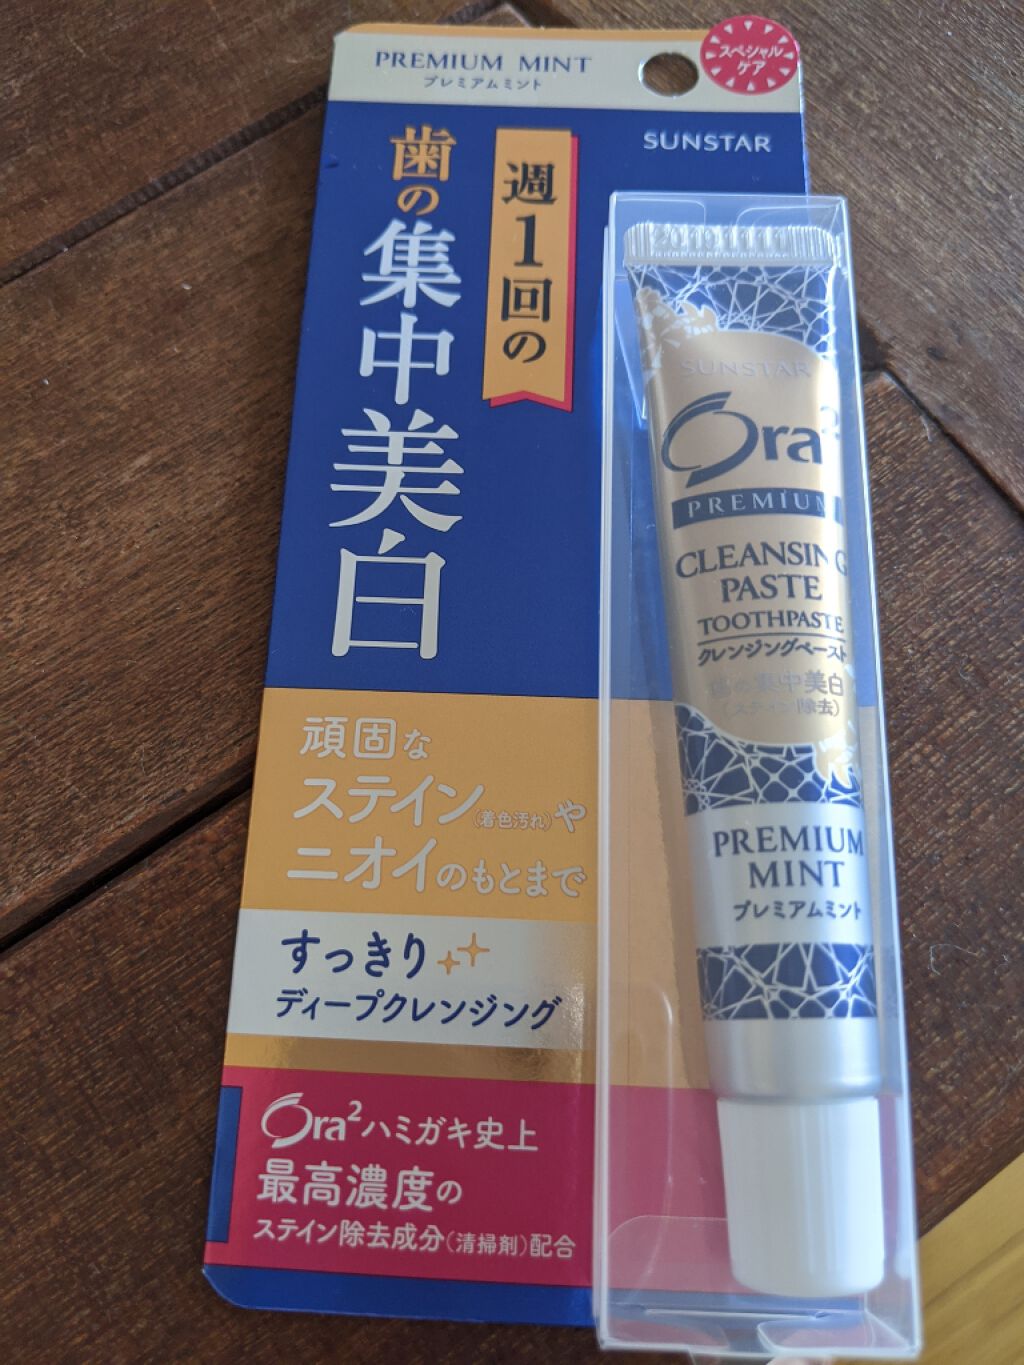 PREMIUM MINT
プレミアムミント
スペシャル
ケア
SUNSTAR
週1回の
歯の集中美白
頑固な
ステイン(着色汚れ)や
ニオイのもとまで
すっきり
ディープクレンジング
Ora²ハミガキ史上
最高濃度の
ステイン除去成分(清掃剤)配合
SUNSTAR
Ora²
PREMIUM
CLEANSING
PASTE
TOOTHPASTE
クレンジングペースト
歯の集中美白
(ステイン除去)
PREMIUM
MINT
プレミアムミント